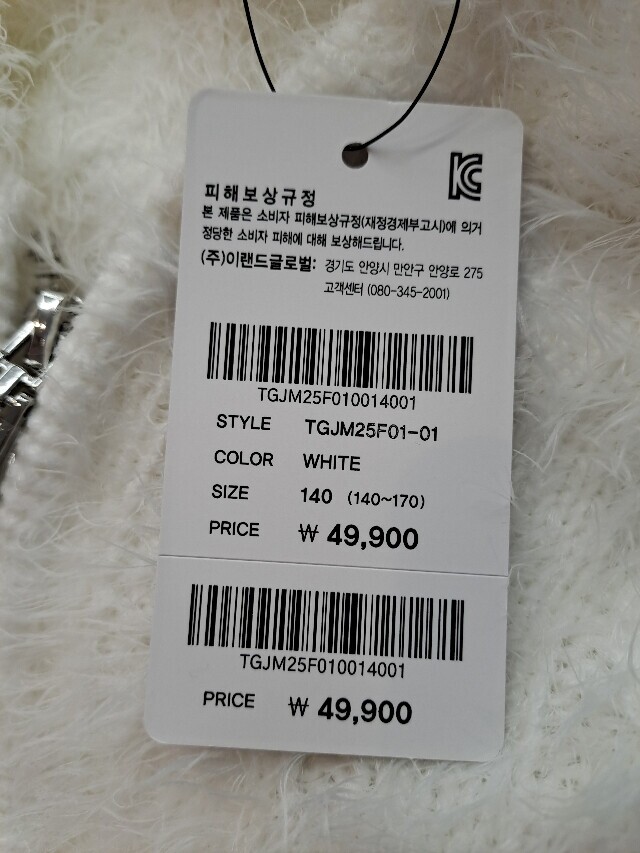 KC
피해보상규정
본 제품은 소비자 피해보상규정(재정경제부고시)에 의거
정당한 소비자 피해에 대해 보상해드립니다.
(주)이랜드글로벌: 경기도 안양시 만안구 안양로 275
고객센터 (080-345-2001)
TGJM25F010014001
STYLE TGJM25F01-01
COLOR WHITE
SIZE 140 (140~170)
PRICE ₩ 49,900
TGJM25F010014001
PRICE ₩ 49,900